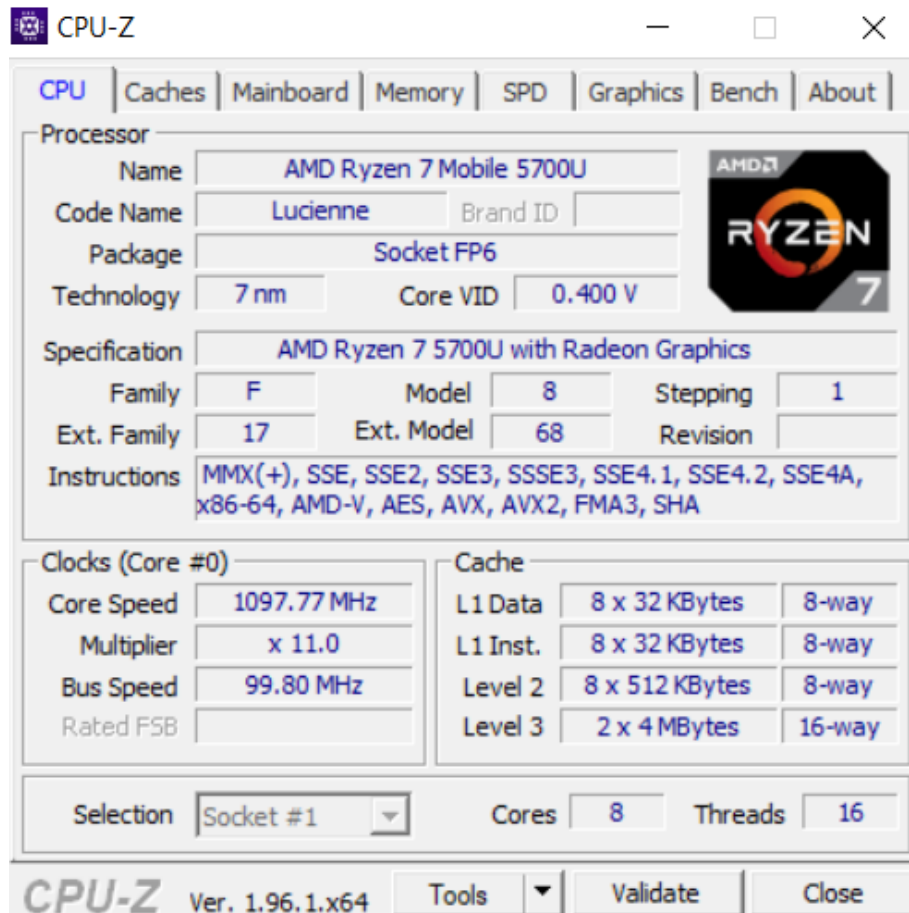 CPU-Z
CPU Caches Mainboard Memory SPD Graphics Bench About
Processor
Name AMD Ryzen 7 Mobile 5700U
Code Name Lucienne Brand ID
Package Socket FP6
Technology 7 nm Core VID 0.400 V
AMD
RYZEN
7
Specification AMD Ryzen 7 5700U with Radeon Graphics
Family F Model 8 Stepping 1
Ext. Family 17 Ext. Model 68 Revision
Instructions MMX(+), SSE, SSE2, SSE3, SSSE3, SSE4.1, SSE4.2, SSE4A,
x86-64, AMD-V, AES, AVX, AVX2, FMA3, SHA
Clocks (Core #0)
Core Speed 1097.77 MHz
Multiplier x 11.0
Bus Speed 99.80 MHz
Rated FSB
Cache
L1 Data 8 x 32 KBytes 8-way
L1 Inst. 8 x 32 KBytes 8-way
Level 2 8 x 512 KBytes 8-way
Level 3 2 x 4 MBytes 16-way
Selection Socket #1 Cores 8 Threads 16
CPU-Z Ver. 1.96.1.x64 Tools Validate Close